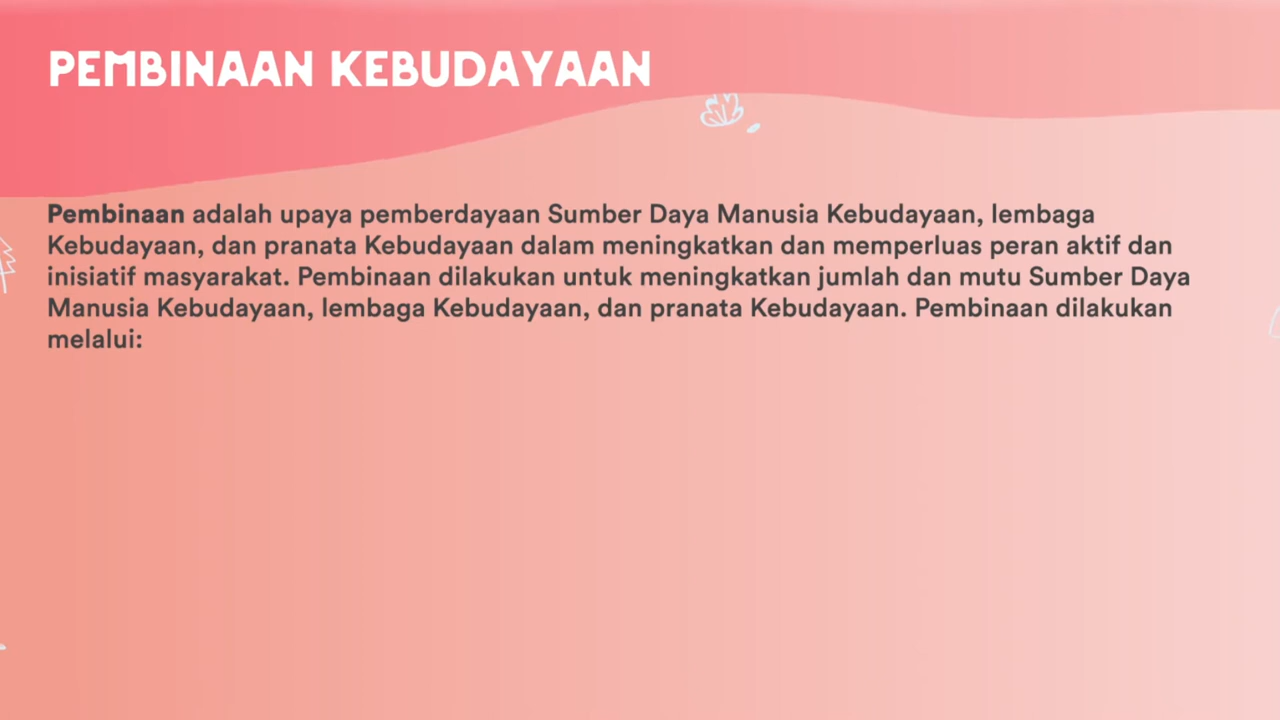 PEMBINAAN KEBUDAYAAN
Pembinaan adalah upaya pemberdayaan Sumber Daya Manusia Kebudayaan, lembaga
Kebudayaan, dan pranata Kebudayaan dalam meningkatkan dan memperluas peran aktif dan
inisiatif masyarakat. Pembinaan dilakukan untuk meningkatkan jumlah dan mutu Sumber Daya
Manusia Kebudayaan, lembaga Kebudayaan, dan pranata Kebudayaan. Pembinaan dilakukan
melalui: